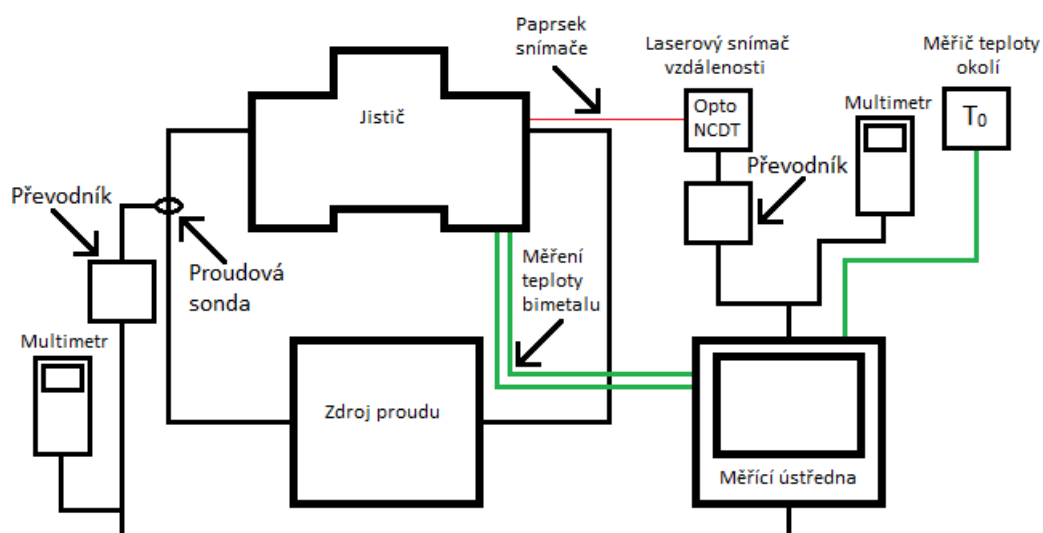 Paprsek
snímače
Laserový snímač
vzdálenosti
Měřič teploty
okolí
Multimetr
Jistič
Opto
NCDT
T₀
Převodník
Převodník
Proudová
sonda
Měření
teploty
bimetalu
Multimetr
Zdroj proudu
Měřící ústředna